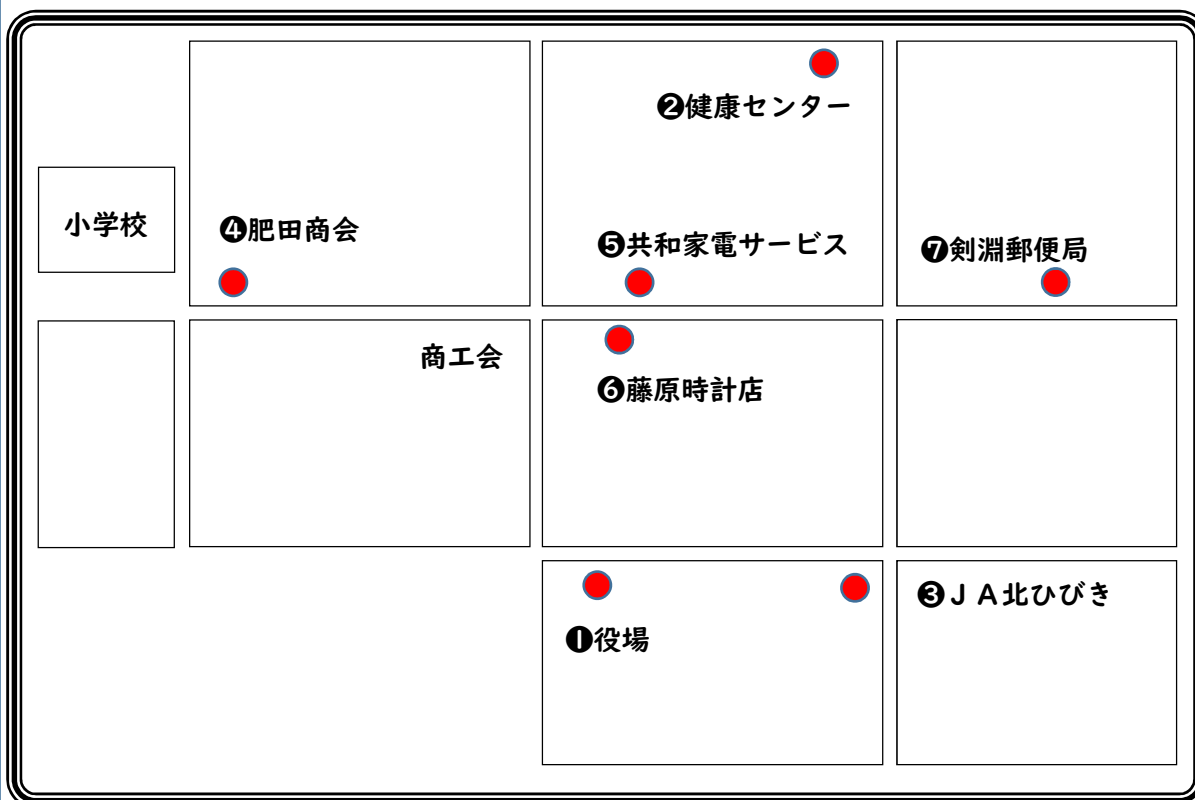 ❷健康センター
小学校
❹肥田商会
❺共和家電サービス
❼剣淵郵便局
商工会
❻藤原時計店
❸ＪＡ北ひびき
❶役場